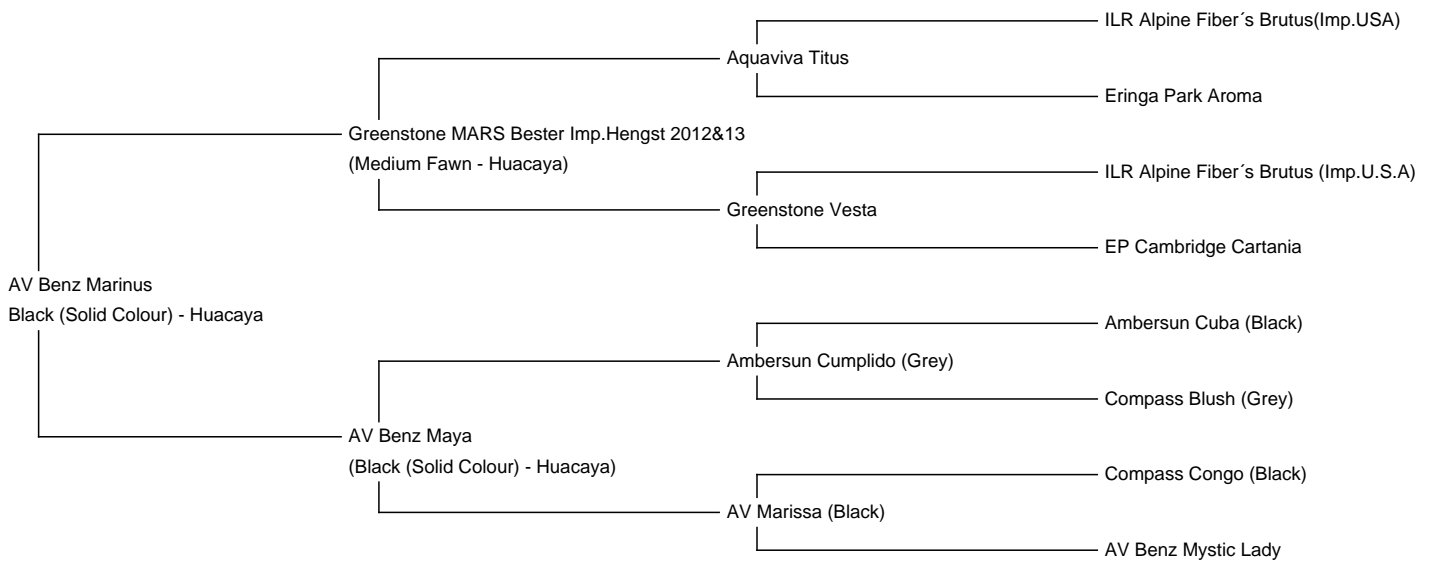 ILR Alpine Fiber´s Brutus(Imp.USA)
Aquaviva Titus
Eringa Park Aroma
Greenstone MARS Bester Imp.Hengst 2012&13
(Medium Fawn - Huacaya)
ILR Alpine Fiber´s Brutus (Imp.U.S.A)
Greenstone Vesta
EP Cambridge Cartania
AV Benz Marinus
Black (Solid Colour) - Huacaya
Ambersun Cuba (Black)
Ambersun Cumplido (Grey)
Compass Blush (Grey)
AV Benz Maya
(Black (Solid Colour) - Huacaya)
Compass Congo (Black)
AV Marissa (Black)
AV Benz Mystic Lady